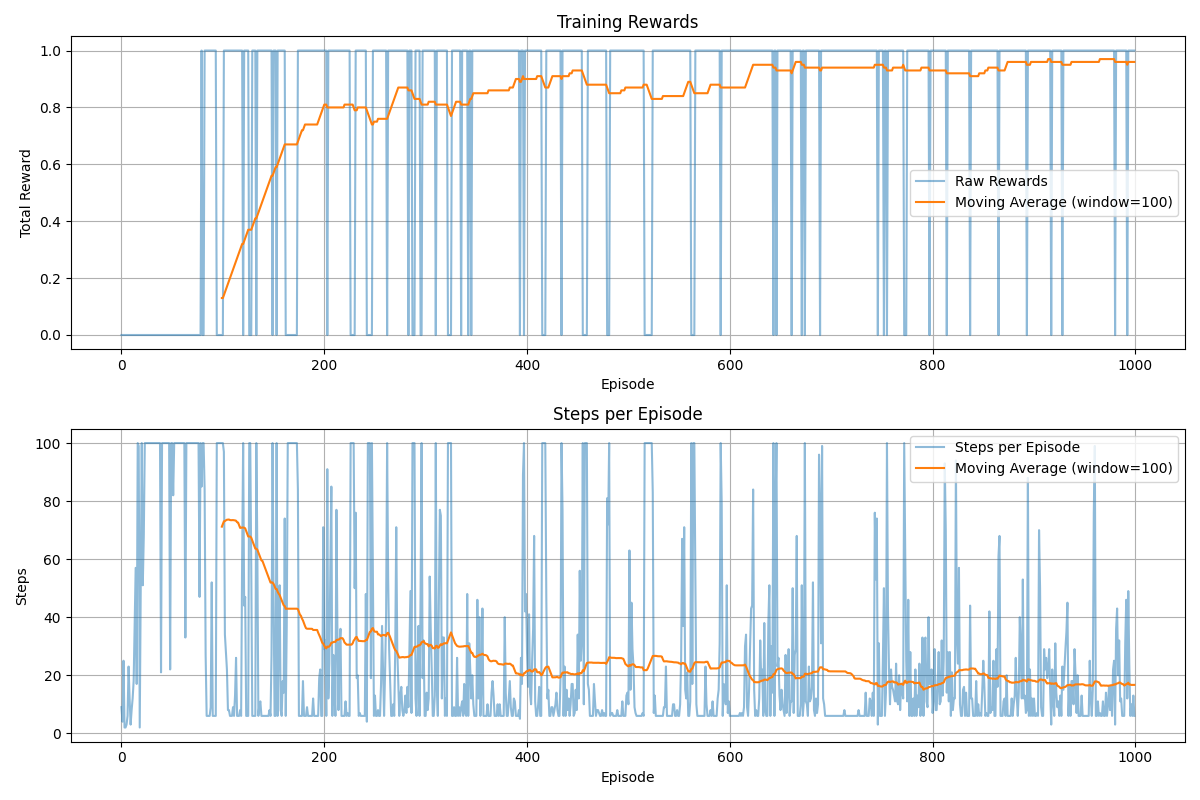 Training Rewards
1.0
0.8
0.6
0.4
0.2
0.0
Total Reward
Raw Rewards
Moving Average (window=100)
0 200 400 600 800 1000
Episode
Steps per Episode
100
80
60
40
20
0
Steps
Steps per Episode
Moving Average (window=100)
0 200 400 600 800 1000
Episode